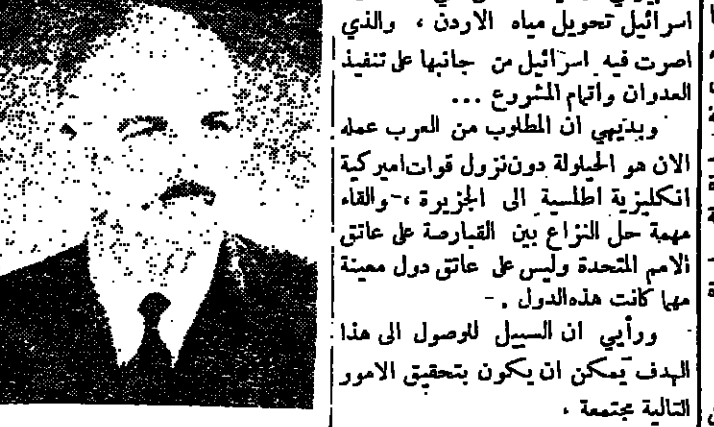 اسرائيل تحويل مياه الاردن ، والذي
اصرت فيه اسرائيل من جانبها على تنفيذ
العدوان واتمام المشروع ...
وبديهي ان المطلوب من العرب عمله
الان هو الحيلولة دون نزول قوات اميركية
انكليزية اطلسية الى الجزيرة ،- والقاء
مهمة حل النزاع بين القبارصة على عاتق
الامم المتحدة وليس على عاتق دول معينة
مهما كانت هذه الدول . -
ورأيي ان السبيل للوصول الى هذا
الهدف يمكن ان يكون بتحقيق الامور
التالية مجتمعة .